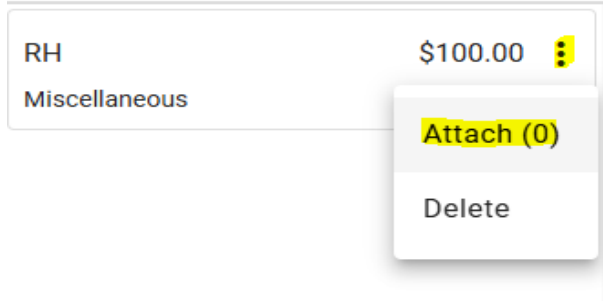 RH $100.00
Miscellaneous
Attach (0)
Delete